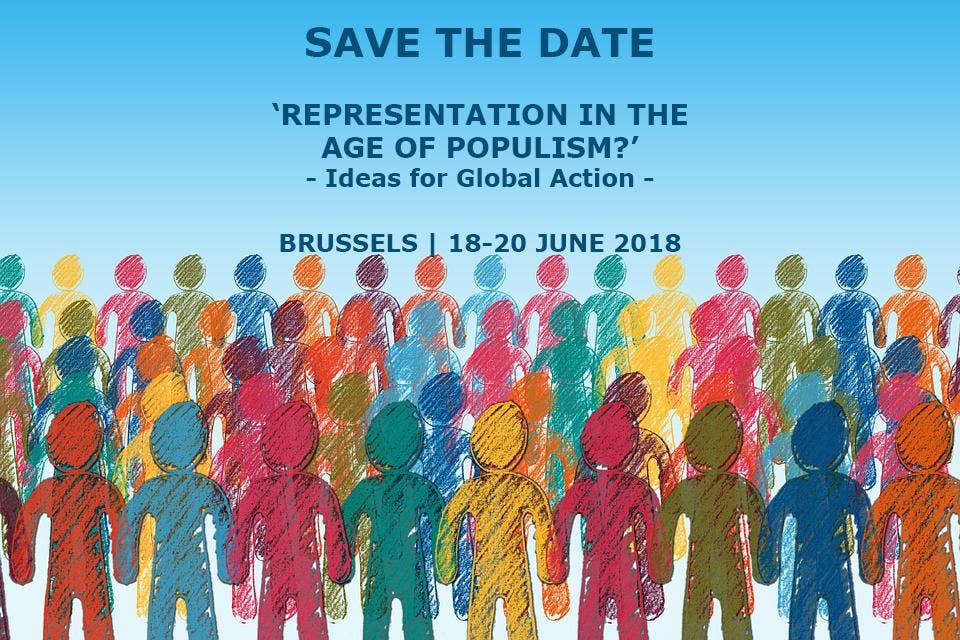 SAVE THE DATE
‘REPRESENTATION IN THE
AGE OF POPULISM?’
- Ideas for Global Action -
BRUSSELS | 18-20 JUNE 2018